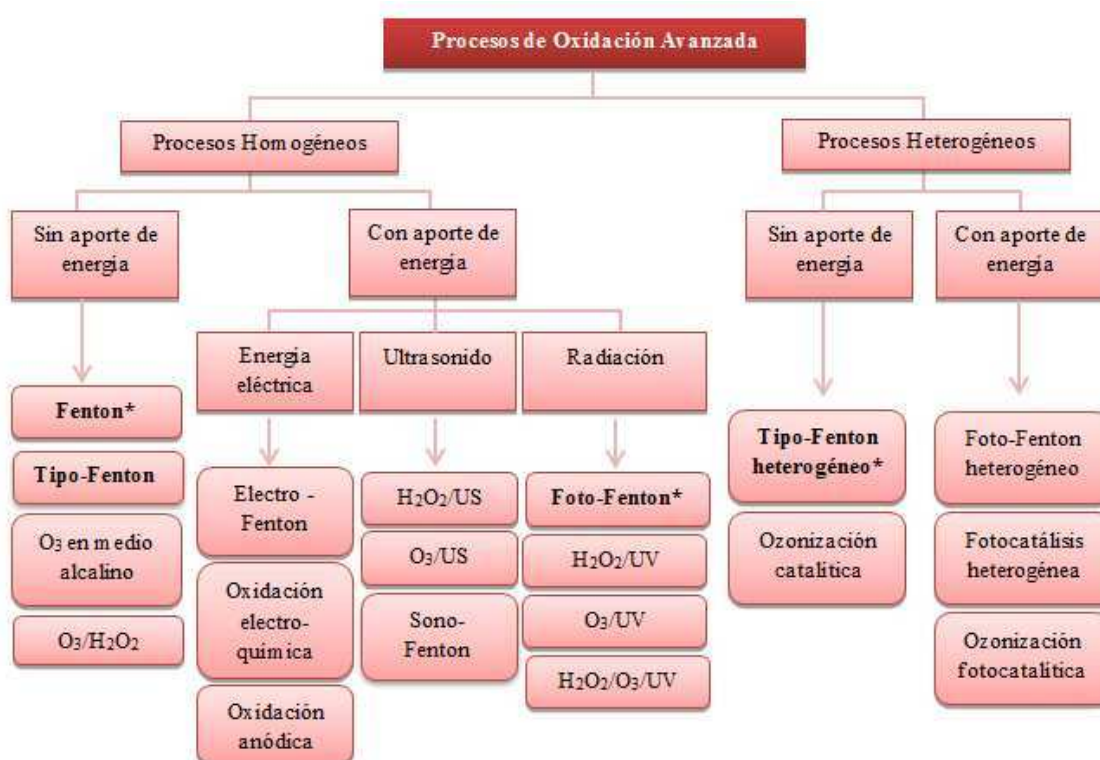 Procesos de Oxidación Avanzada
Procesos Homogéneos
Procesos Heterogéneos
Sin aporte de
energía
Con aporte de
energía
Sin aporte de
energía
Con aporte de
energía
Energía
eléctrica
Ultrasonido
Radiación
Fenton*
Tipo-Fenton
O3 en medio
alcalino
O3/H2O2
Electro -
Fenton
Oxidación
electro-
química
Oxidación
anódica
H2O2/US
O3/US
Sono-
Fenton
Foto-Fenton*
H2O2/UV
O3/UV
H2O2/O3/UV
Tipo-Fenton
heterogéneo*
Ozonización
catalítica
Foto-Fenton
heterogéneo
Fotocatálisis
heterogénea
Ozonización
fotocatalítica